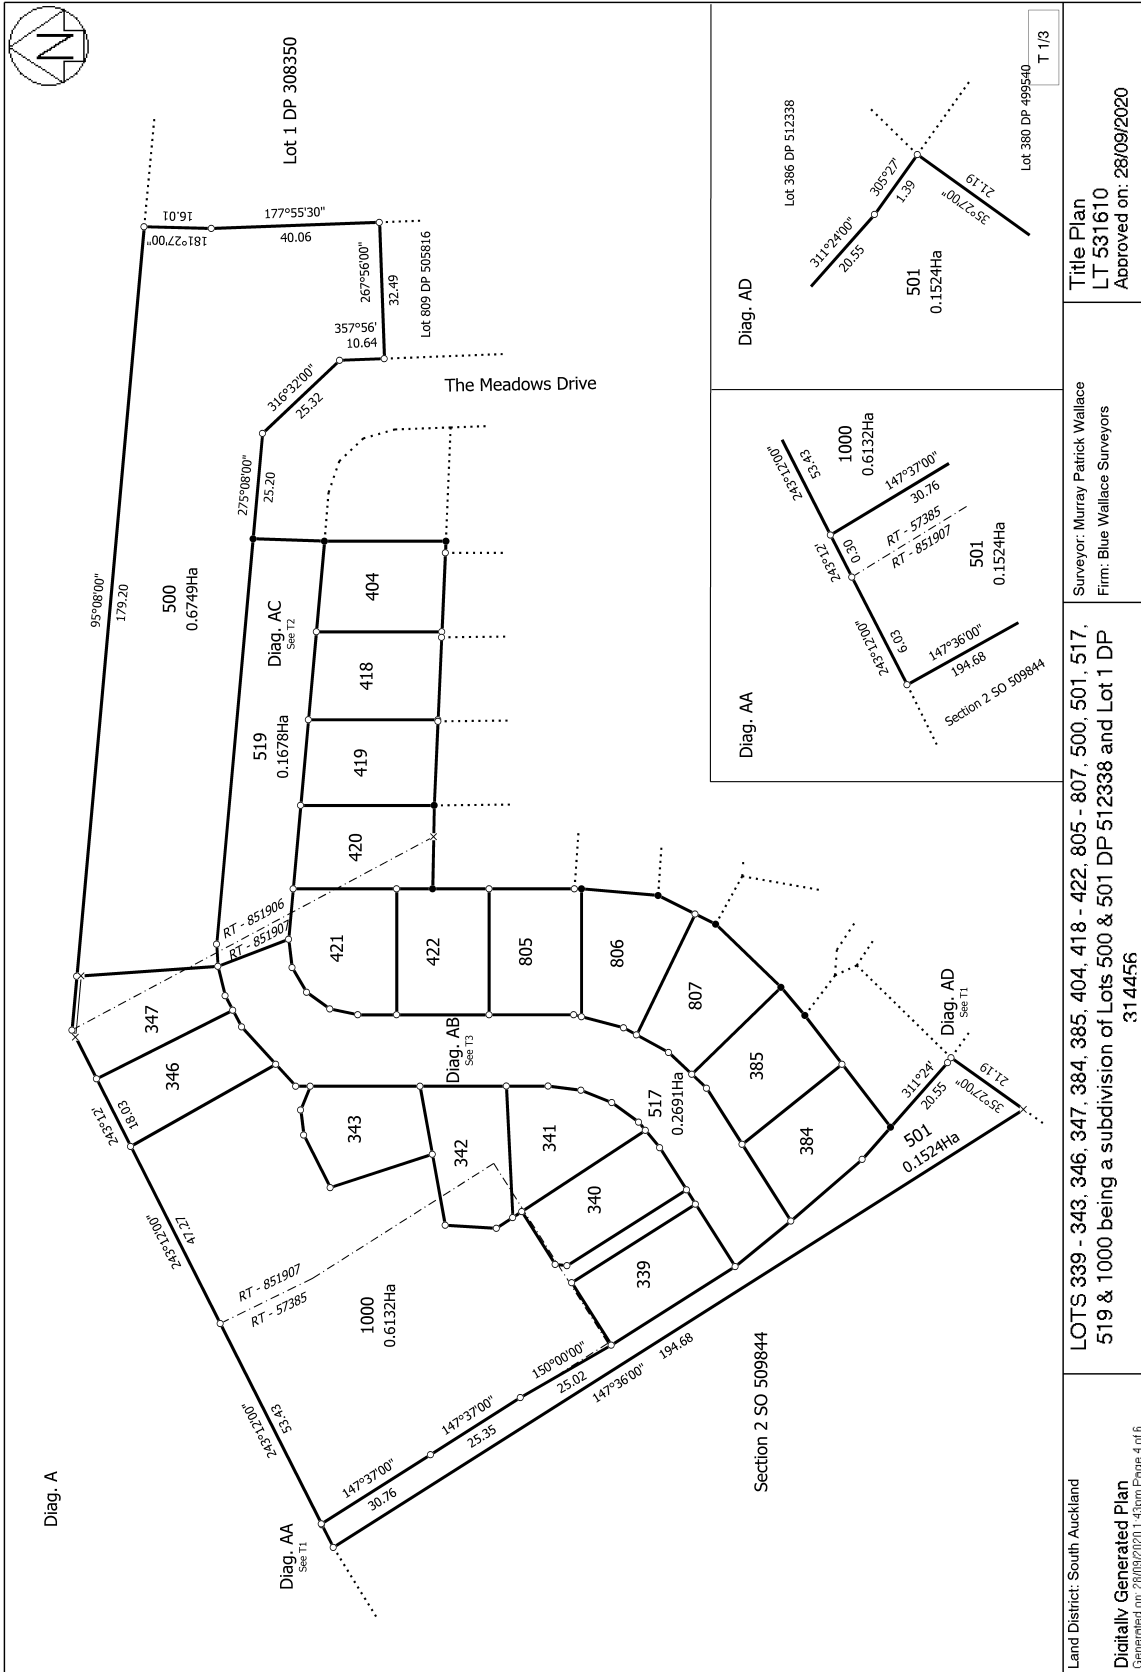 Diag. A
N
Lot 1 DP 308350
16.01
181°27'00"
177°55'30"
40.06
267°56'00"
32.49
357°56'
10.64
Lot 809 DP 505816
316°32'00"
25.32
The Meadows Drive
275°08'00"
25.20
95°08'00"
179.20
500
0.6749Ha
Diag. AC
See T2
519
0.1678Ha
404
418
419
420
RT - 851906
RT - 851907
421
422
805
806
807
347
346
243°12'
18.03
Diag. AB
See T3
343
342
341
340
339
517
0.2691Ha
385
384
Diag. AD
See T1
311°24'
20.55
35°27'00"
21.19
501
0.1524Ha
243°12'00"
47.27
RT - 851907
RT - 57385
1000
0.6132Ha
243°12'00"
53.43
Diag. AA
See T1
147°37'00"
30.76
147°37'00"
25.35
150°00'00"
25.02
147°36'00"
194.68
Section 2 SO 509844
Diag. AA
243°12'00"
53.43
1000
0.6132Ha
147°37'00"
30.76
243°12'
0.30
RT - 57385
RT - 851907
501
0.1524Ha
243°12'00"
6.03
147°36'00"
194.68
Section 2 SO 509844
Diag. AD
Lot 386 DP 512338
311°24'00"
20.55
305°27'
1.39
35°27'00"
21.19
501
0.1524Ha
Lot 380 DP 499540
T 1/3
Land District: South Auckland
Digitally Generated Plan
Generated on: 28/09/2020 1:43pm Page 4 of 6
LOTS 339 - 343, 346, 347, 384, 385, 404, 418 - 422, 805 - 807, 500, 501, 517,
519 & 1000 being a subdivision of Lots 500 & 501 DP 512338 and Lot 1 DP
314456
Surveyor: Murray Patrick Wallace
Firm: Blue Wallace Surveyors
Title Plan
LT 531610
Approved on: 28/09/2020